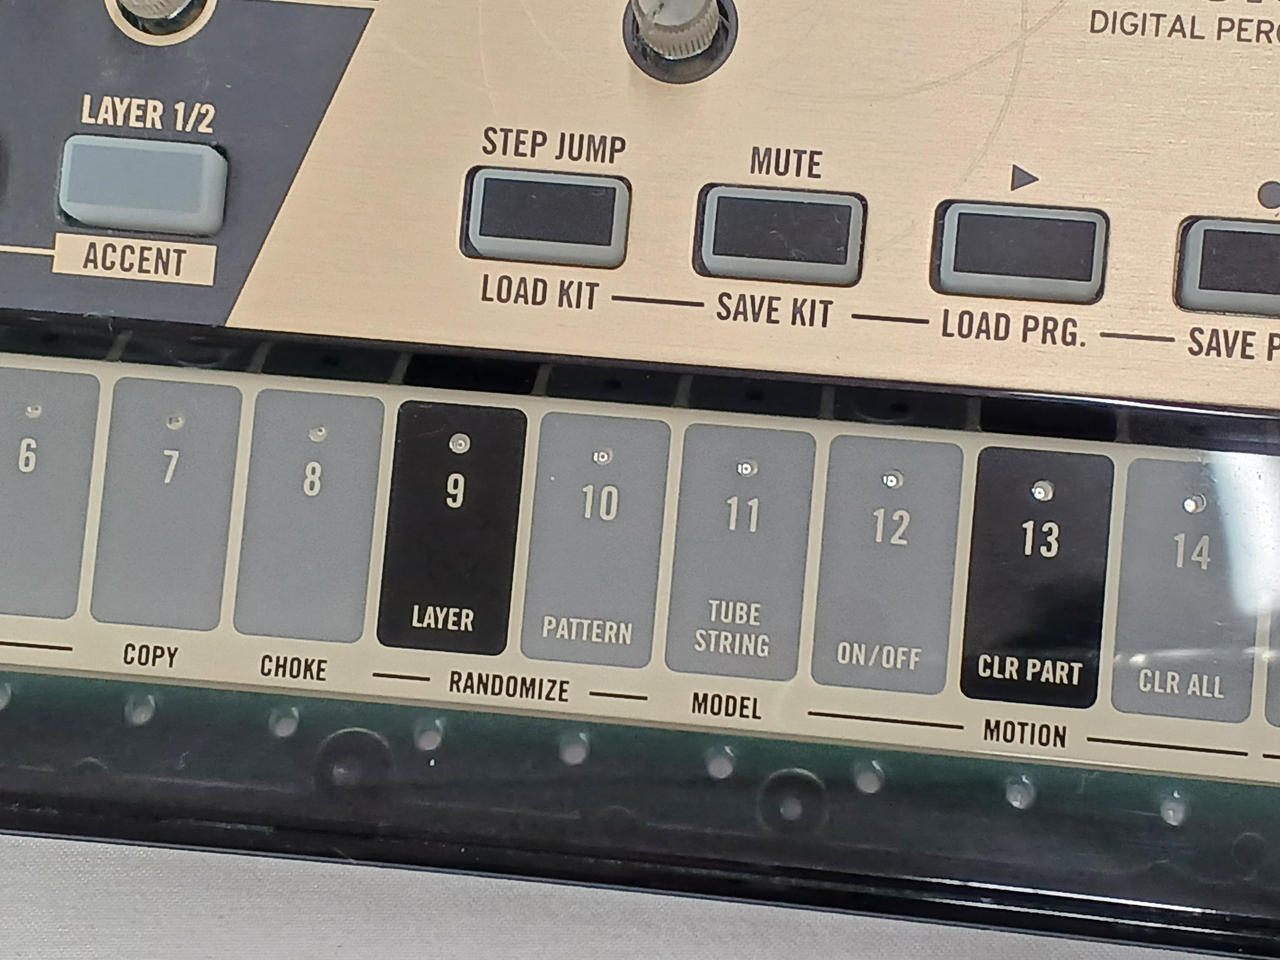 DIGITAL
LAYER 1/2
ACCENT
STEP JUMP
MUTE
LOAD KIT
SAVE KIT
LOAD PRG.
SAVE
6
7
8
9
10
11
12
13
14
LAYER
PATTERN
TUBE
STRING
ON/OFF
CLR PART
CLR ALL
COPY
CHOKE
RANDOMIZE
MODEL
MOTION